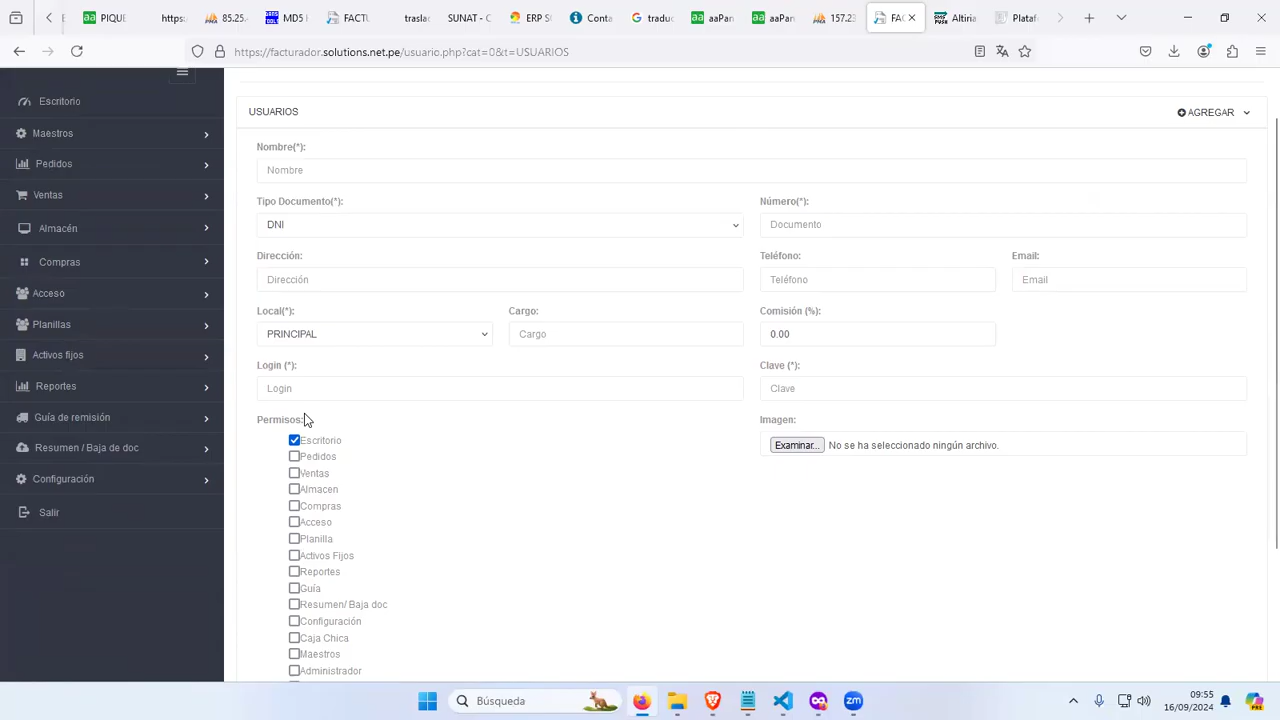 PIQUE
https:
85.25.
MD5 I
FACTU
traslac
SUNAT - C
ERP S
Conta
traduc
aaPan
aaPan
157.23
FAC
Altiria
Plataf
https://facturador.solutions.net.pe/usuario.php?cat=0&t=USUARIOS
Escritorio
Maestros
Pedidos
Ventas
Almacén
Compras
Acceso
Planillas
Activos fijos
Reportes
Guía de remisión
Resumen / Baja de doc
Configuración
Salir
USUARIOS
AGREGAR
Nombre(*):
Nombre
Tipo Documento(*): Número(*):
DNI Documento
Dirección: Teléfono: Email:
Dirección Teléfono Email
Local(*): Cargo: Comisión (%):
PRINCIPAL Cargo 0.00
Login (*): Clave (*):
Login Clave
Permisos: Imagen:
Examinar... No se ha seleccionado ningún archivo.
Escritorio
Pedidos
Ventas
Almacen
Compras
Acceso
Planilla
Activos Fijos
Reportes
Guía
Resumen/ Baja doc
Configuración
Caja Chica
Maestros
Administrador
Búsqueda
09:55
16/09/2024